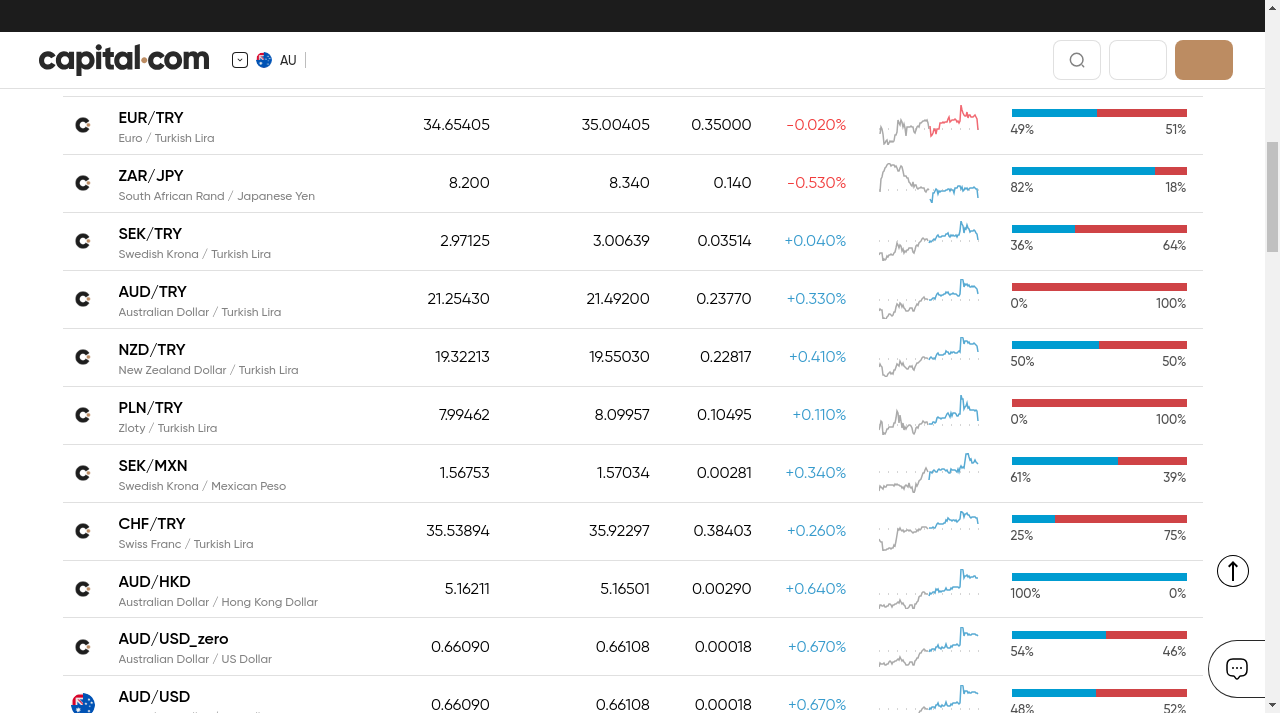 capital.com
AU
EUR/TRY
Euro / Turkish Lira
34.65405 35.00405 0.35000 -0.020%
49% 51%
ZAR/JPY
South African Rand / Japanese Yen
8.200 8.340 0.140 -0.530%
82% 18%
SEK/TRY
Swedish Krona / Turkish Lira
2.97125 3.00639 0.03514 +0.040%
36% 64%
AUD/TRY
Australian Dollar / Turkish Lira
21.25430 21.49200 0.23770 +0.330%
0% 100%
NZD/TRY
New Zealand Dollar / Turkish Lira
19.32213 19.55030 0.22817 +0.410%
50% 50%
PLN/TRY
Zloty / Turkish Lira
7.99462 8.09957 0.10495 +0.110%
0% 100%
SEK/MXN
Swedish Krona / Mexican Peso
1.56753 1.57034 0.00281 +0.340%
61% 39%
CHF/TRY
Swiss Franc / Turkish Lira
35.53894 35.92297 0.38403 +0.260%
25% 75%
AUD/HKD
Australian Dollar / Hong Kong Dollar
5.16211 5.16501 0.00290 +0.640%
100% 0%
AUD/USD_zero
Australian Dollar / US Dollar
0.66090 0.66108 0.00018 +0.670%
54% 46%
AUD/USD
0.66090 0.66108 0.00018 +0.670%
48% 52%